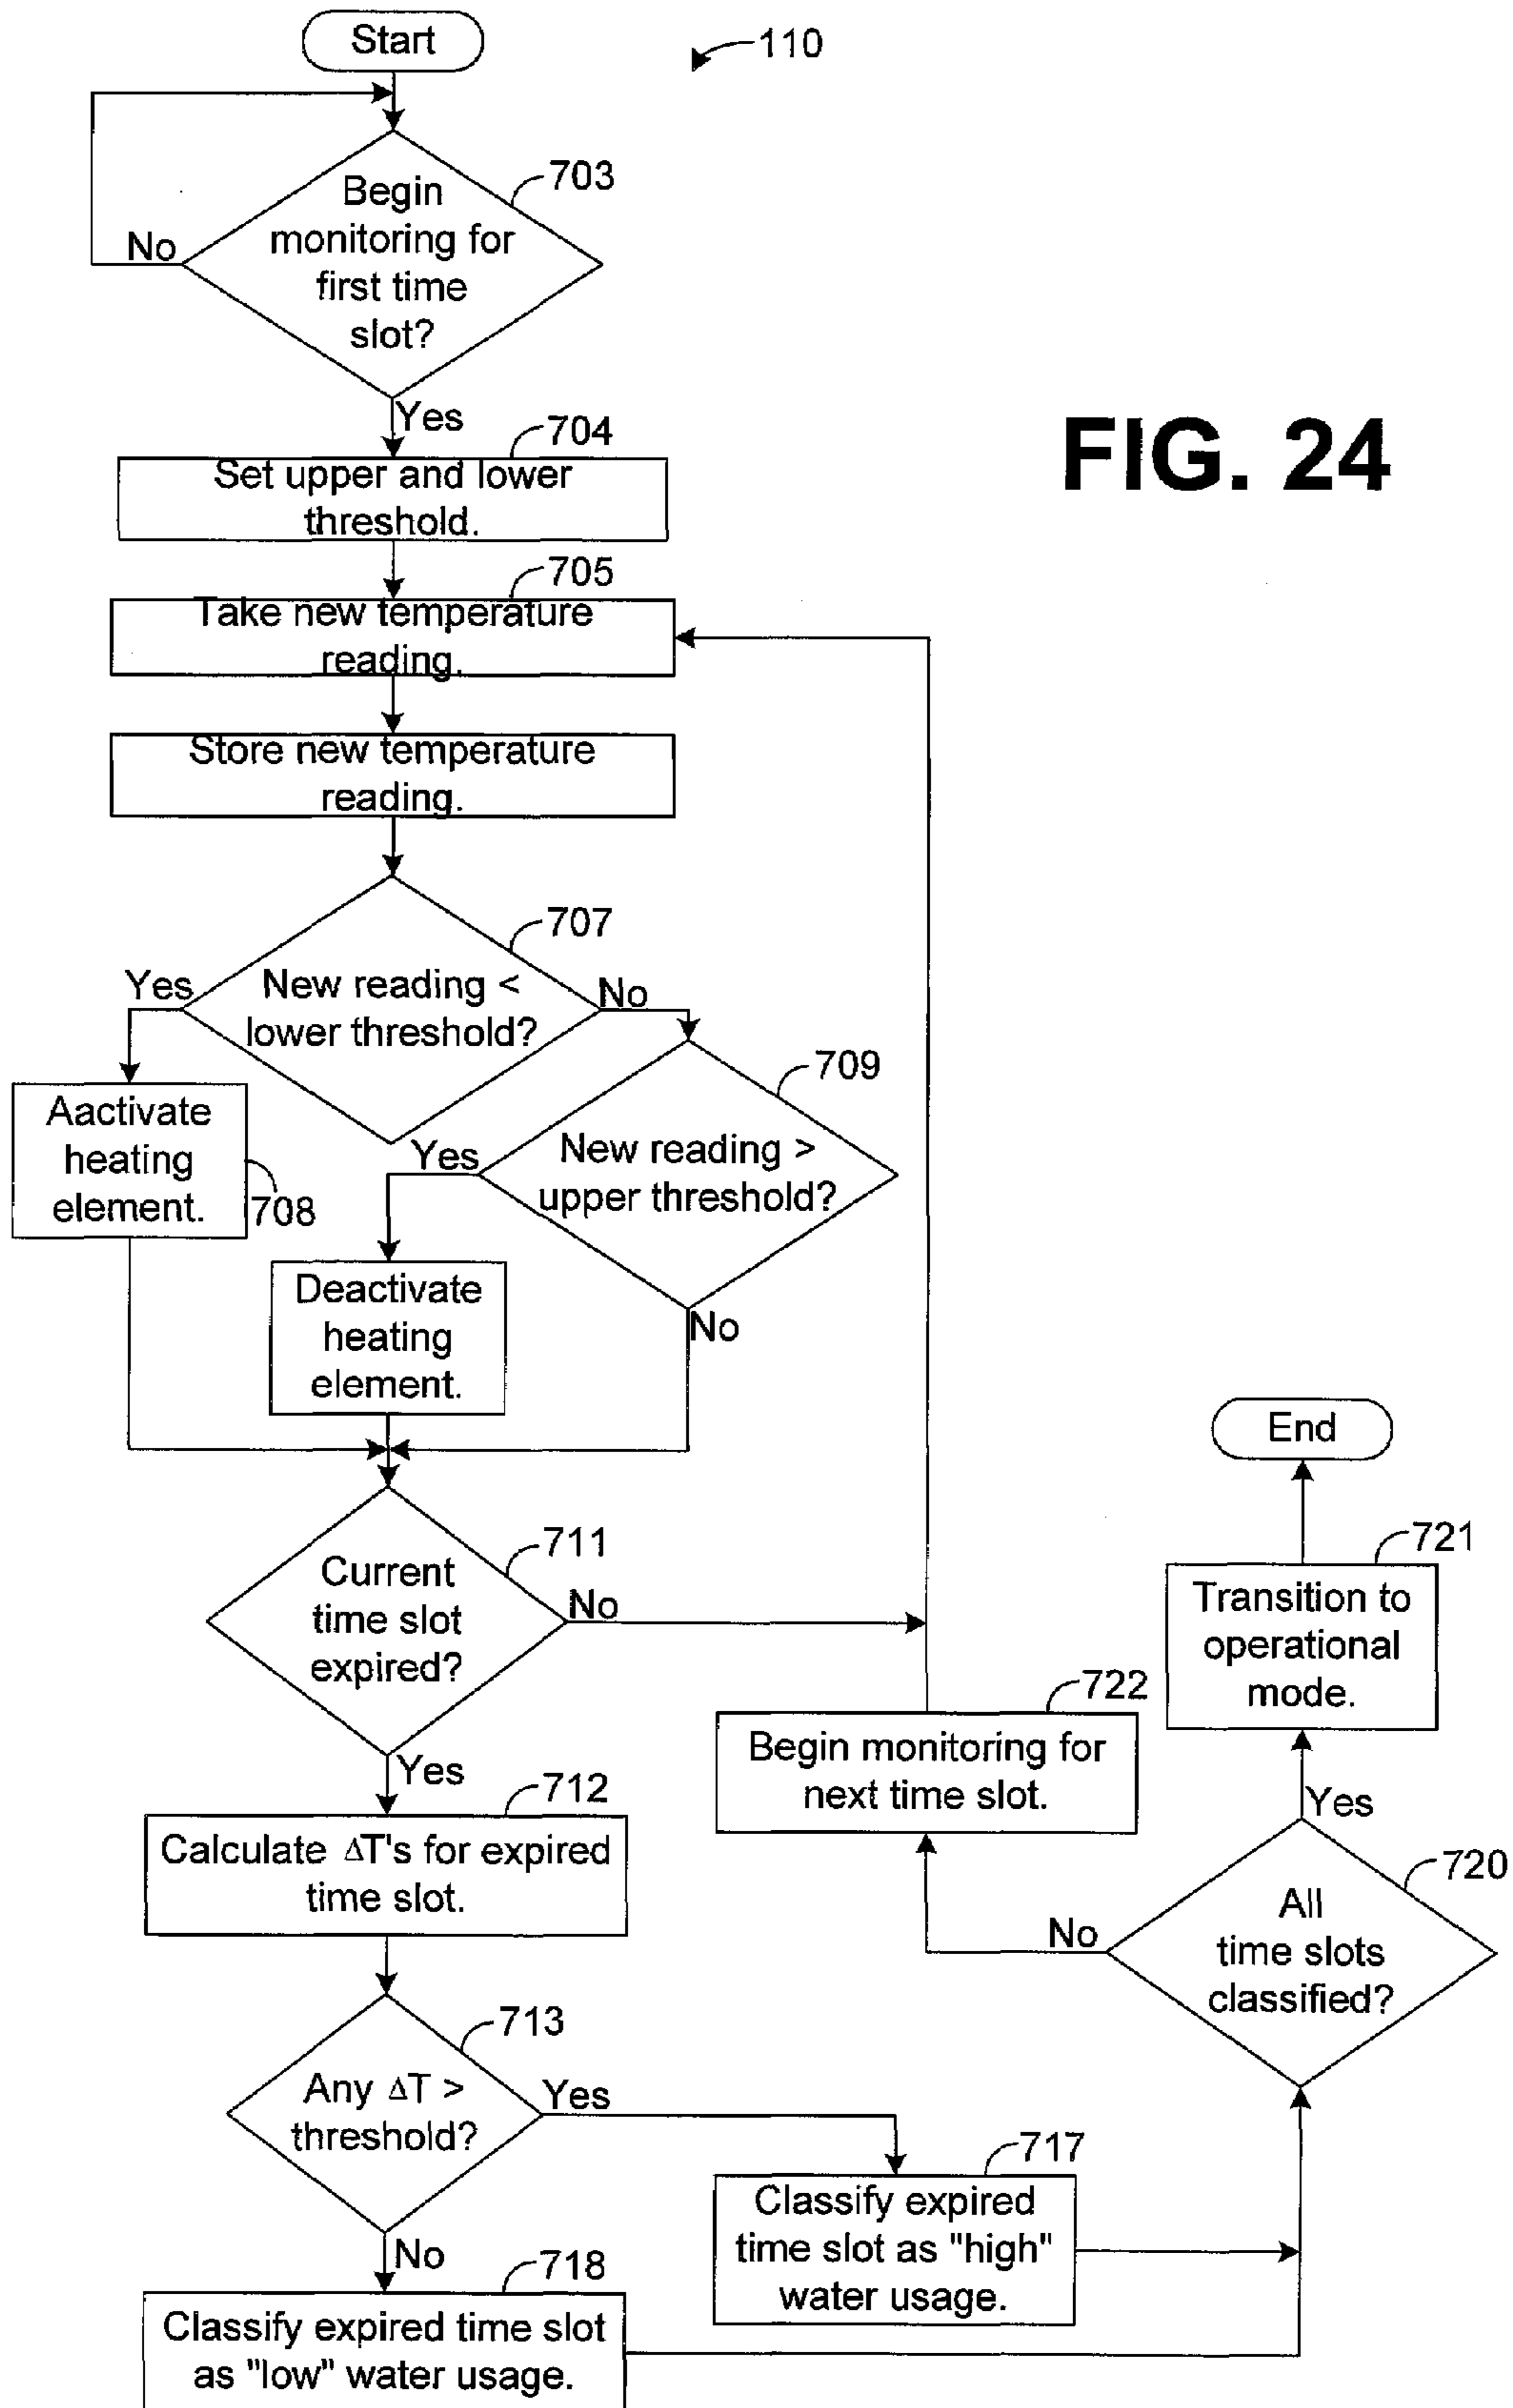 Start
110
Begin
monitoring for
first time
slot?
703
No
Yes
FIG. 24
704
Set upper and lower
threshold.
705
Take new temperature
reading.
Store new temperature
reading.
707
New reading <
lower threshold?
Yes
No
709
New reading >
upper threshold?
Aactivate
heating
element.
708
Yes
Deactivate
heating
element.
No
End
711
Current
time slot
expired?
No
721
Transition to
operational
mode.
722
Begin monitoring for
next time slot.
Yes
Yes
712
Calculate ΔT's for expired
time slot.
720
All
time slots
classified?
No
713
Any ΔT >
threshold?
Yes
717
Classify expired
time slot as "high"
water usage.
No
718
Classify expired time slot
as "low" water usage.